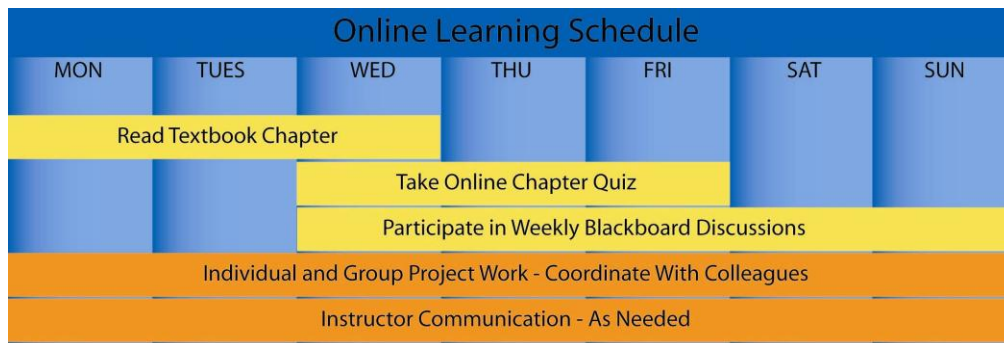 Online Learning Schedule
MON TUES WED THU FRI SAT SUN
Read Textbook Chapter
Take Online Chapter Quiz
Participate in Weekly Blackboard Discussions
Individual and Group Project Work - Coordinate With Colleagues
Instructor Communication - As Needed